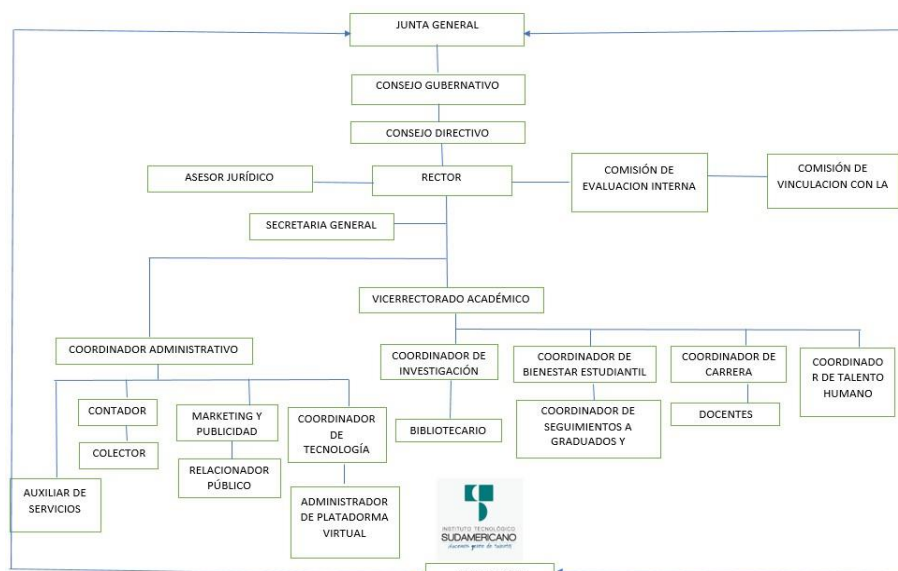 JUNTA GENERAL
CONSEJO GUBERNATIVO
CONSEJO DIRECTIVO
ASESOR JURÍDICO
RECTOR
COMISIÓN DE
EVALUACION INTERNA
COMISIÓN DE
VINCULACION CON LA
SECRETARIA GENERAL
VICERRECTORADO ACADÉMICO
COORDINADOR ADMINISTRATIVO
COORDINADOR DE
INVESTIGACIÓN
COORDINADOR DE
BIENESTAR ESTUDIANTIL
COORDINADOR DE
CARRERA
COORDINADO
R DE TALENTO
HUMANO
CONTADOR
MARKETING Y
PUBLICIDAD
COORDINADOR
DE
TECNOLOGÍA
BIBLIOTECARIO
COORDINADOR DE
SEGUIMIENTOS A
GRADUADOS Y
DOCENTES
COLECTOR
RELACIONADOR
PÚBLICO
AUXILIAR DE
SERVICIOS
ADMINISTRADOR
DE PLATADORMA
VIRTUAL
INSTITUTO TECNOLÓGICO
SUDAMERICANO